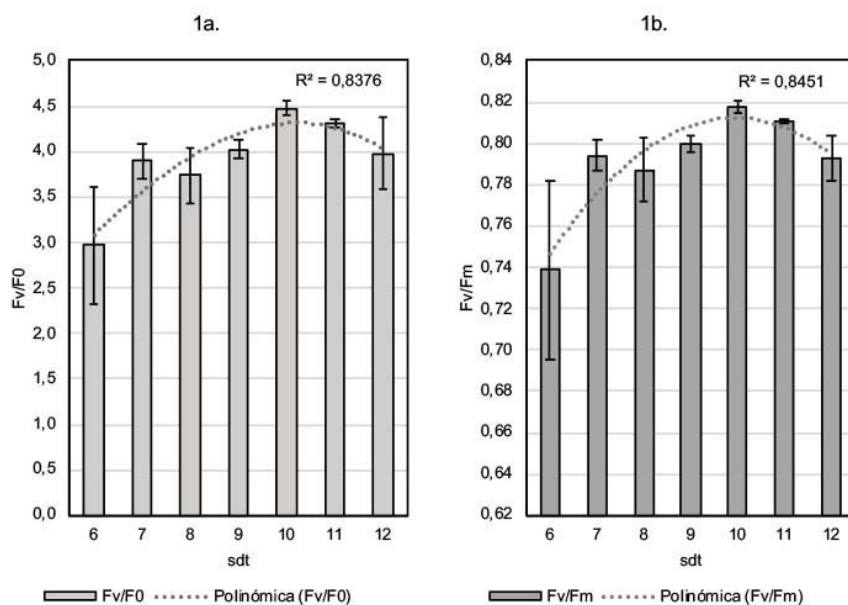 1a.
R² = 0,8376
5,0
4,5
4,0
3,5
3,0
2,5
2,0
1,5
1,0
0,5
0,0
Fv/F0
6 7 8 9 10 11 12
sdt
Fv/F0 Polinómica (Fv/F0)
1b.
R² = 0,8451
0,84
0,82
0,80
0,78
0,76
0,74
0,72
0,70
0,68
0,66
0,64
0,62
Fv/Fm
6 7 8 9 10 11 12
sdt
Fv/Fm Polinómica (Fv/Fm)